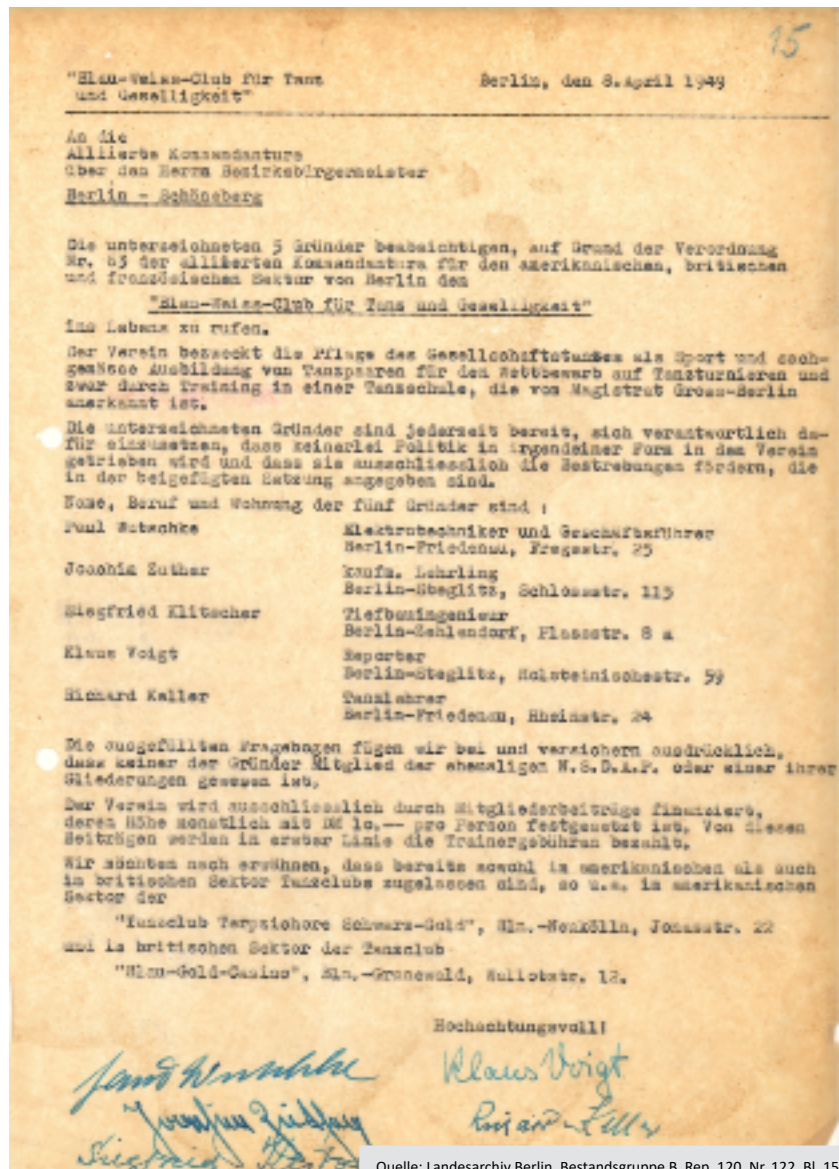 15
"Blau-Weiss-Club für Tanz Berlin, den 8.April 1949
und Geselligkeit"
An die
Alliierte Kommandantura
über den Herrn Bezirksbürgermeister
Berlin - Schöneberg
Die unterzeichneten 5 Gründer beabsichtigen, auf Grund der Verordnung
Nr. 63 der alliierten Kommandantura für den amerikanischen, britischen
und französischen Sektor von Berlin den
"Blau-Weiss-Club für Tanz und Geselligkeit"
ins Leben zu rufen.
Der Verein bezweckt die Pflege des Gesellschaftstanzes als Sport und sach-
gemässe Ausbildung von Tanzpaaren für den Wettbewerb auf Tanzturnieren und
zwar durch Training in einer Tanzschule, die vom Magistrat Gross-Berlin
anerkannt ist.
Die unterzeichneten Gründer sind jederzeit bereit, sich verantwortlich da-
für einzusetzen, dass keinerlei Politik in irgendeiner Form in dem Verein
getrieben wird und dass sie ausschliesslich die Bestrebungen fördern, die
in der beigefügten Satzung angegeben sind.
Name, Beruf und Wohnung der fünf Gründer sind :
Paul Elektrotechniker und Geschäftsführer
Berlin-Friedenau, Fregestr. 25
Joachim Zuther kaufm. Lehrling
Berlin-Steglitz, Schlossstr. 115
Siegfried Klitscher Tiefbauingenieur
Berlin-Zehlendorf, 8 a
Klaus Voigt Reporter
Berlin-Steglitz, Holsteinischestr. 59
Richard Keller Tanzlehrer
Berlin-Friedenau, Rheinstr. 24
Die ausgefüllten Fragebogen fügen wir bei und versichern ausdrücklich,
dass keiner der Gründer Mitglied der ehemaligen N.S.D.A.P. oder einer ihrer
Gliederungen gewesen ist.
Der Verein wird ausschliesslich durch Mitgliederbeiträge finanziert,
deren Höhe monatlich mit DM 1o.-- pro Person festgesetzt ist. Von diesen
Beiträgen werden in erster Linie die Trainergebühren bezahlt.
Wir möchten noch erwähnen, dass bereits sowohl im amerikanischen als auch
im britischen Sektor Tanzclubs zugelassen sind, so u.a. im amerikanischen
Sektor der
"Tanzclub Terpsichore Schwarz-Gold", Bln.-Neukölln, Jonasstr. 22
und im britischen Sektor der Tanzclub
"Blau-Gold-Casino", Bln.-Grunewald, Wallotstr. 12.
Hochachtungsvoll!
Klaus Voigt
Siegfried
Quelle: Landesarchiv Berlin, Bestandsgruppe B Rep. 120, Nr. 122, Bl. 15